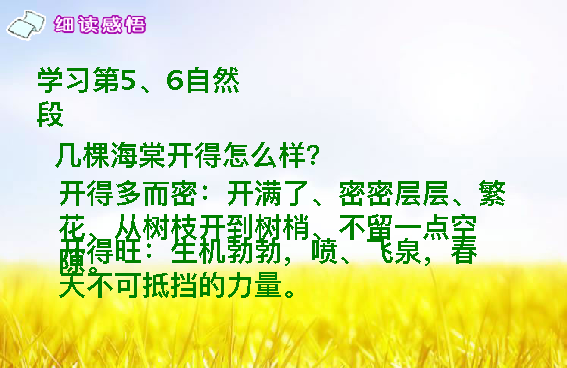 细读感悟
学习第5、6自然
段
几棵海棠开得怎么样？
开得多而密：开满了、密密层层、繁
花、从树枝开到树梢、不留一点空
隙。
开得旺：生机勃勃，喷、飞泉，春
天不可抵挡的力量。